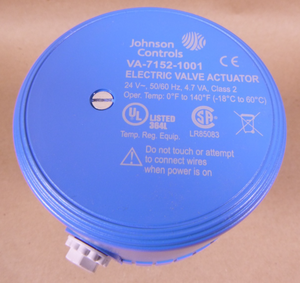 Johnson
Controls
VA-7152-1001
CE
ELECTRIC VALVE ACTUATOR
24 V~, 50/60 Hz, 4.7 VA, Class 2
Oper. Temp: 0°F to 140°F (-18°C to 60°C)
UL LISTED
394L
Temp. Reg. Equip.
SA
LR85083
Do not touch or attempt
to connect wires
when power is on